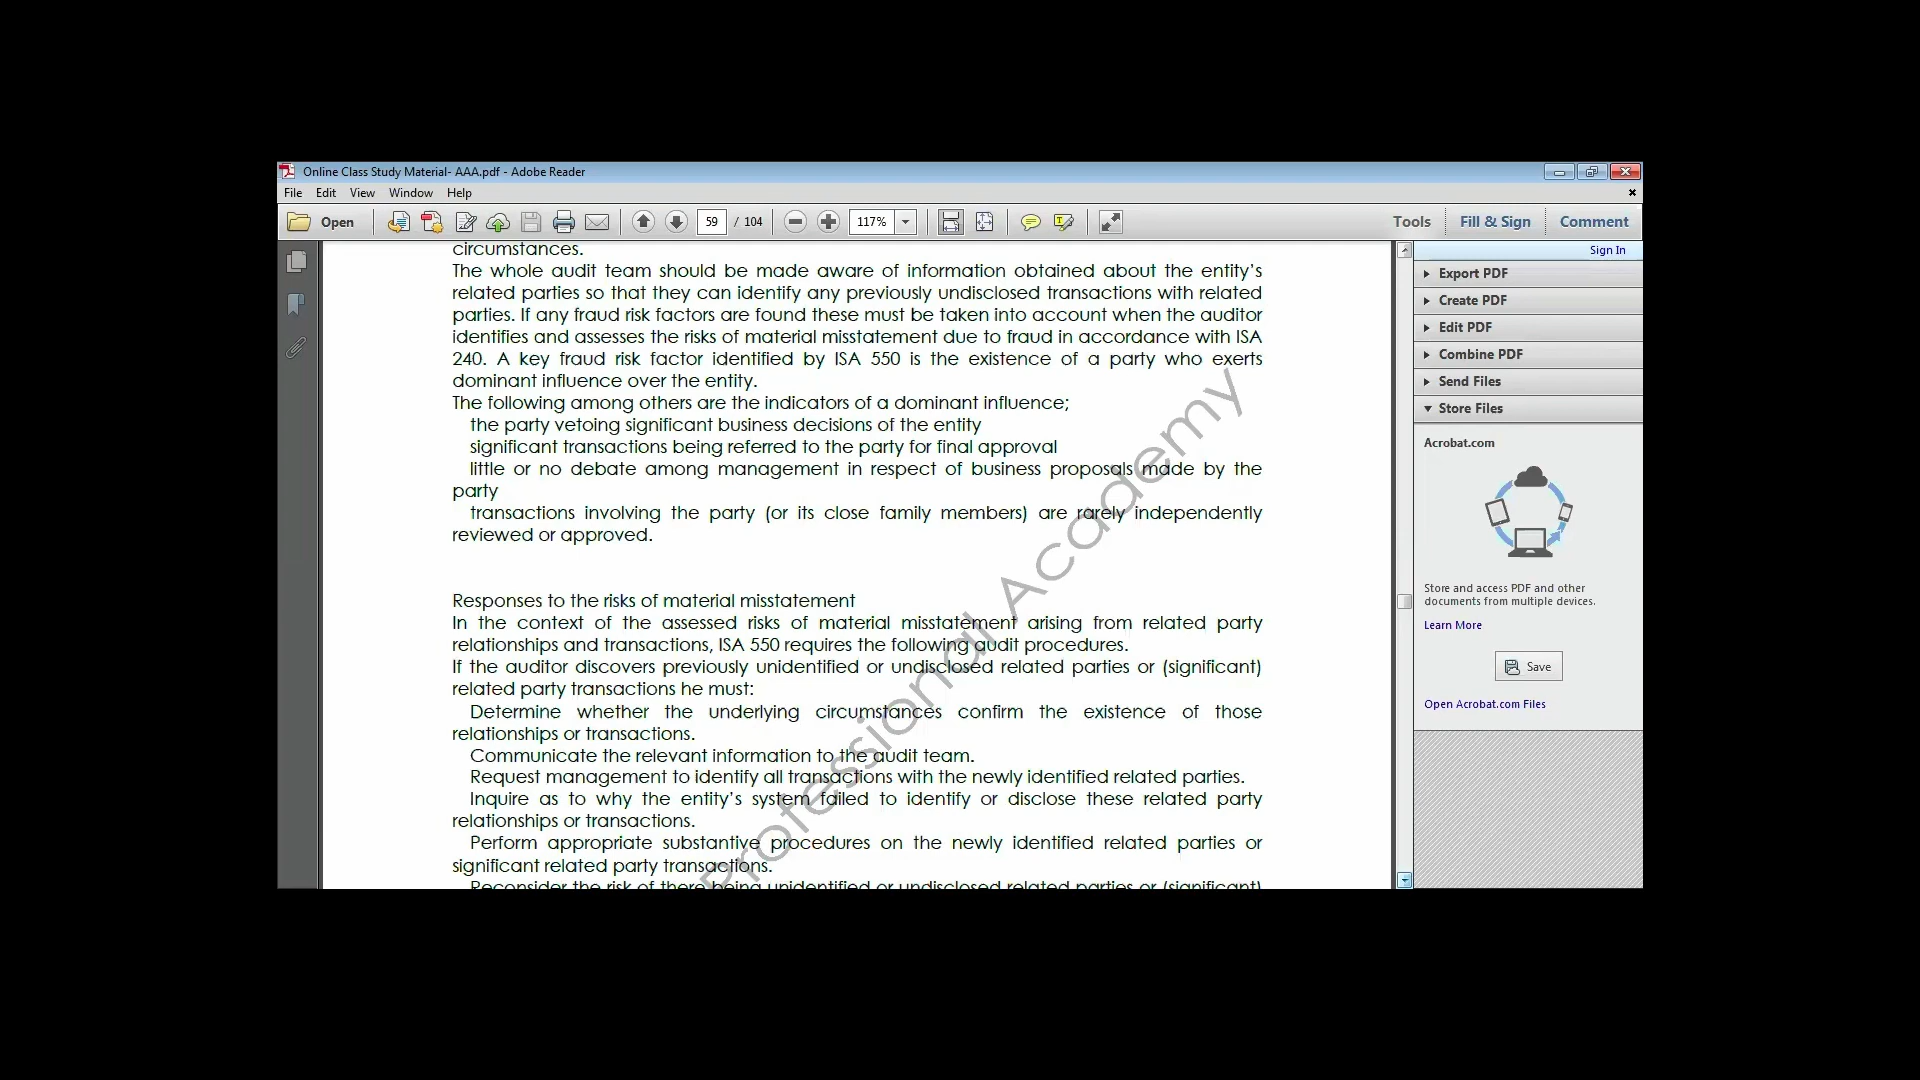 Online Class Study Material- AAA.pdf - Adobe Reader
File Edit View Window Help
Open 59 / 104 117% Tools Fill & Sign Comment
Sign In
Export PDF
Create PDF
Edit PDF
Combine PDF
Send Files
Store Files
Acrobat.com
Store and access PDF and other
documents from multiple devices.
Learn More
Save
Open Acrobat.com Files
circumstances.
The whole audit team should be made aware of information obtained about the entity’s
related parties so that they can identify any previously undisclosed transactions with related
parties. If any fraud risk factors are found these must be taken into account when the auditor
identifies and assesses the risks of material misstatement due to fraud in accordance with ISA
240. A key fraud risk factor identified by ISA 550 is the existence of a party who exerts
dominant influence over the entity.
The following among others are the indicators of a dominant influence;
the party vetoing significant business decisions of the entity
significant transactions being referred to the party for final approval
little or no debate among management in respect of business proposals made by the
party
transactions involving the party (or its close family members) are rarely independently
reviewed or approved.
Responses to the risks of material misstatement
In the context of the assessed risks of material misstatement arising from related party
relationships and transactions, ISA 550 requires the following audit procedures.
If the auditor discovers previously unidentified or undisclosed related parties or (significant)
related party transactions he must:
Determine whether the underlying circumstances confirm the existence of those
relationships or transactions.
Communicate the relevant information to the audit team.
Request management to identify all transactions with the newly identified related parties.
Inquire as to why the entity’s system failed to identify or disclose these related party
relationships or transactions.
Perform appropriate substantive procedures on the newly identified related parties or
significant related party transactions.
Reconsider the risk of there being unidentified or undisclosed related parties or (significant)
Professional Academy